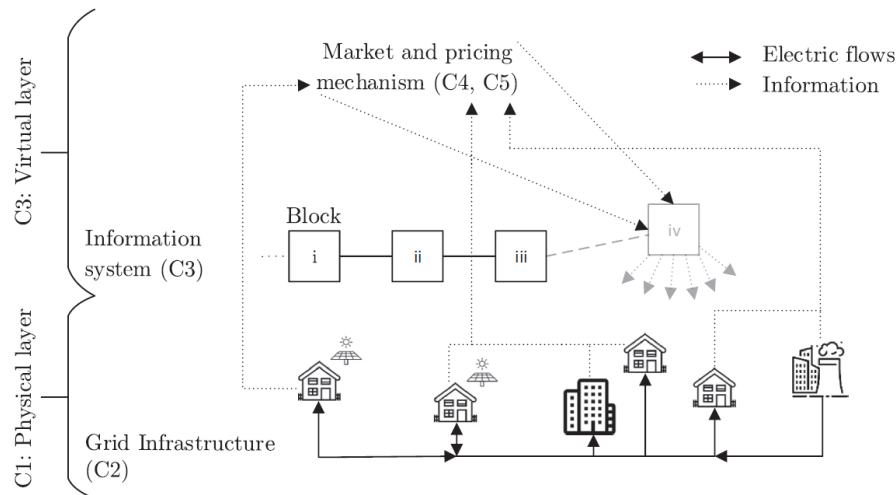 Market and pricing
mechanism (C4, C5)
Electric flows
Information
C3: Virtual layer
Block
Information
system (C3)
i
ii
iii
iv
C1: Physical layer
Grid Infrastructure
(C2)